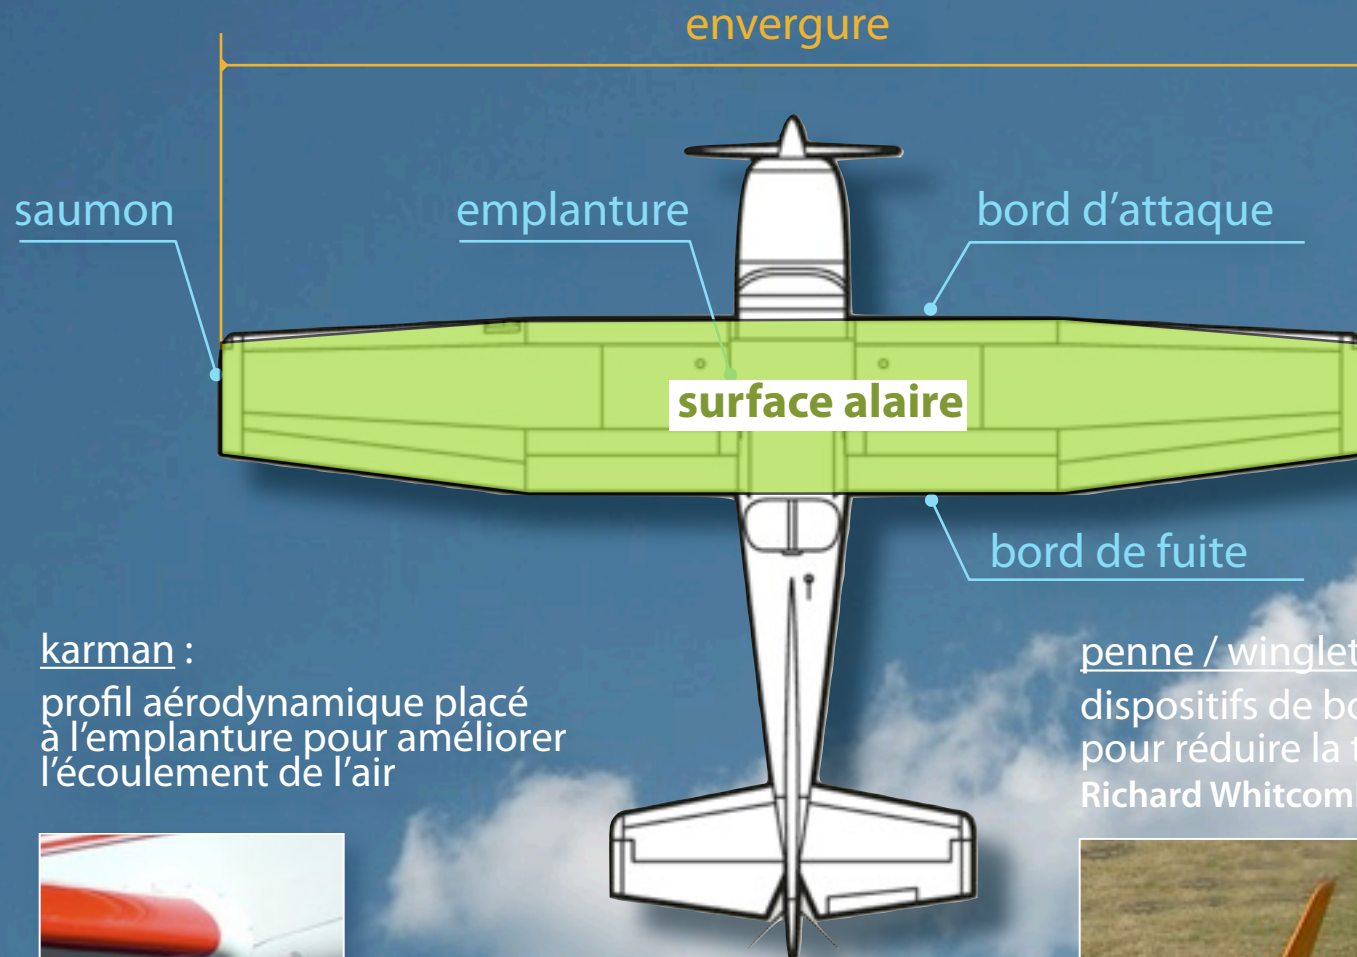 envergure
saumon
emplanture
bord d’attaque
surface alaire
bord de fuite
karman :
profil aérodynamique placé
à l’emplanture pour améliorer
l’écoulement de l’air
penne / winglet
dispositifs de
pour réduire la
Richard